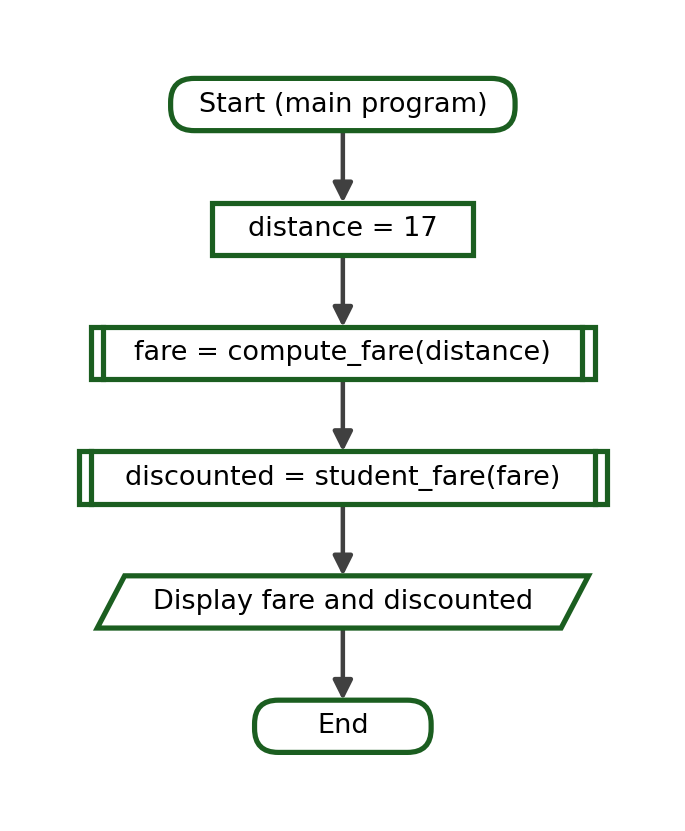 Start (main program)
distance = 17
fare = compute_fare(distance)
discounted = student_fare(fare)
Display fare and discounted
End